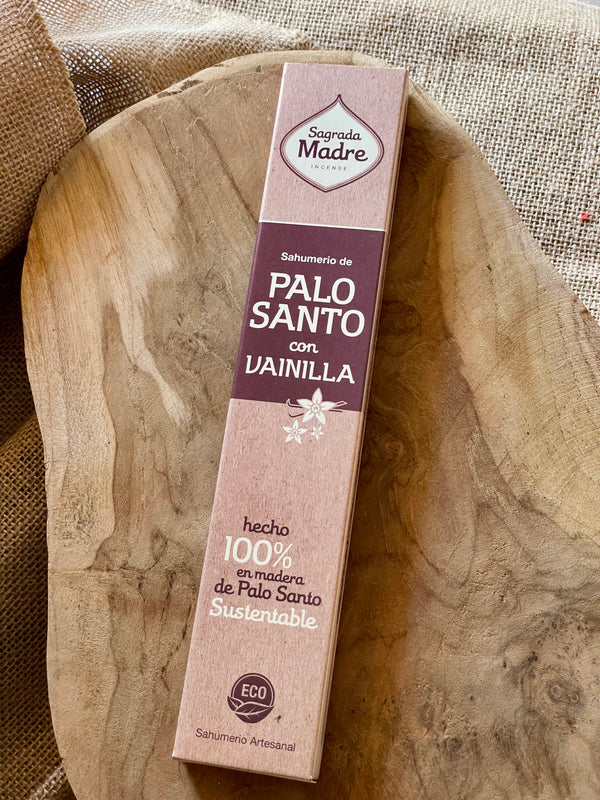 Sagrada
Madre
INCENSE
Sahumerio de
PALO
SANTO
con
VAINILLA
hecho
100%
en madera
de Palo Santo
Sustentable
ECO
Sahumerio Artesanal